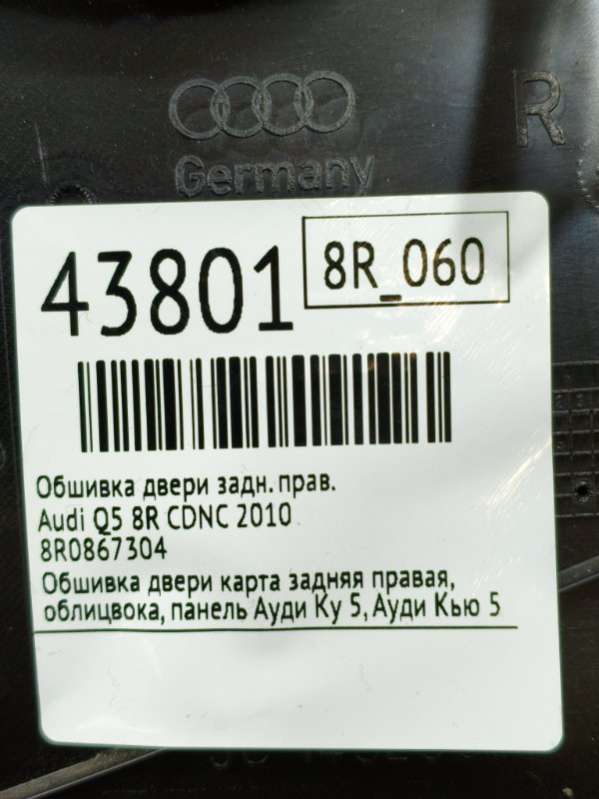 R
Germany
43801
8R_060
Обшивка двери задн. прав.
Audi Q5 8R CDNC 2010
8R0867304
Обшивка двери карта задняя правая,
облицвока, панель Ауди Ку 5, Ауди Кью 5